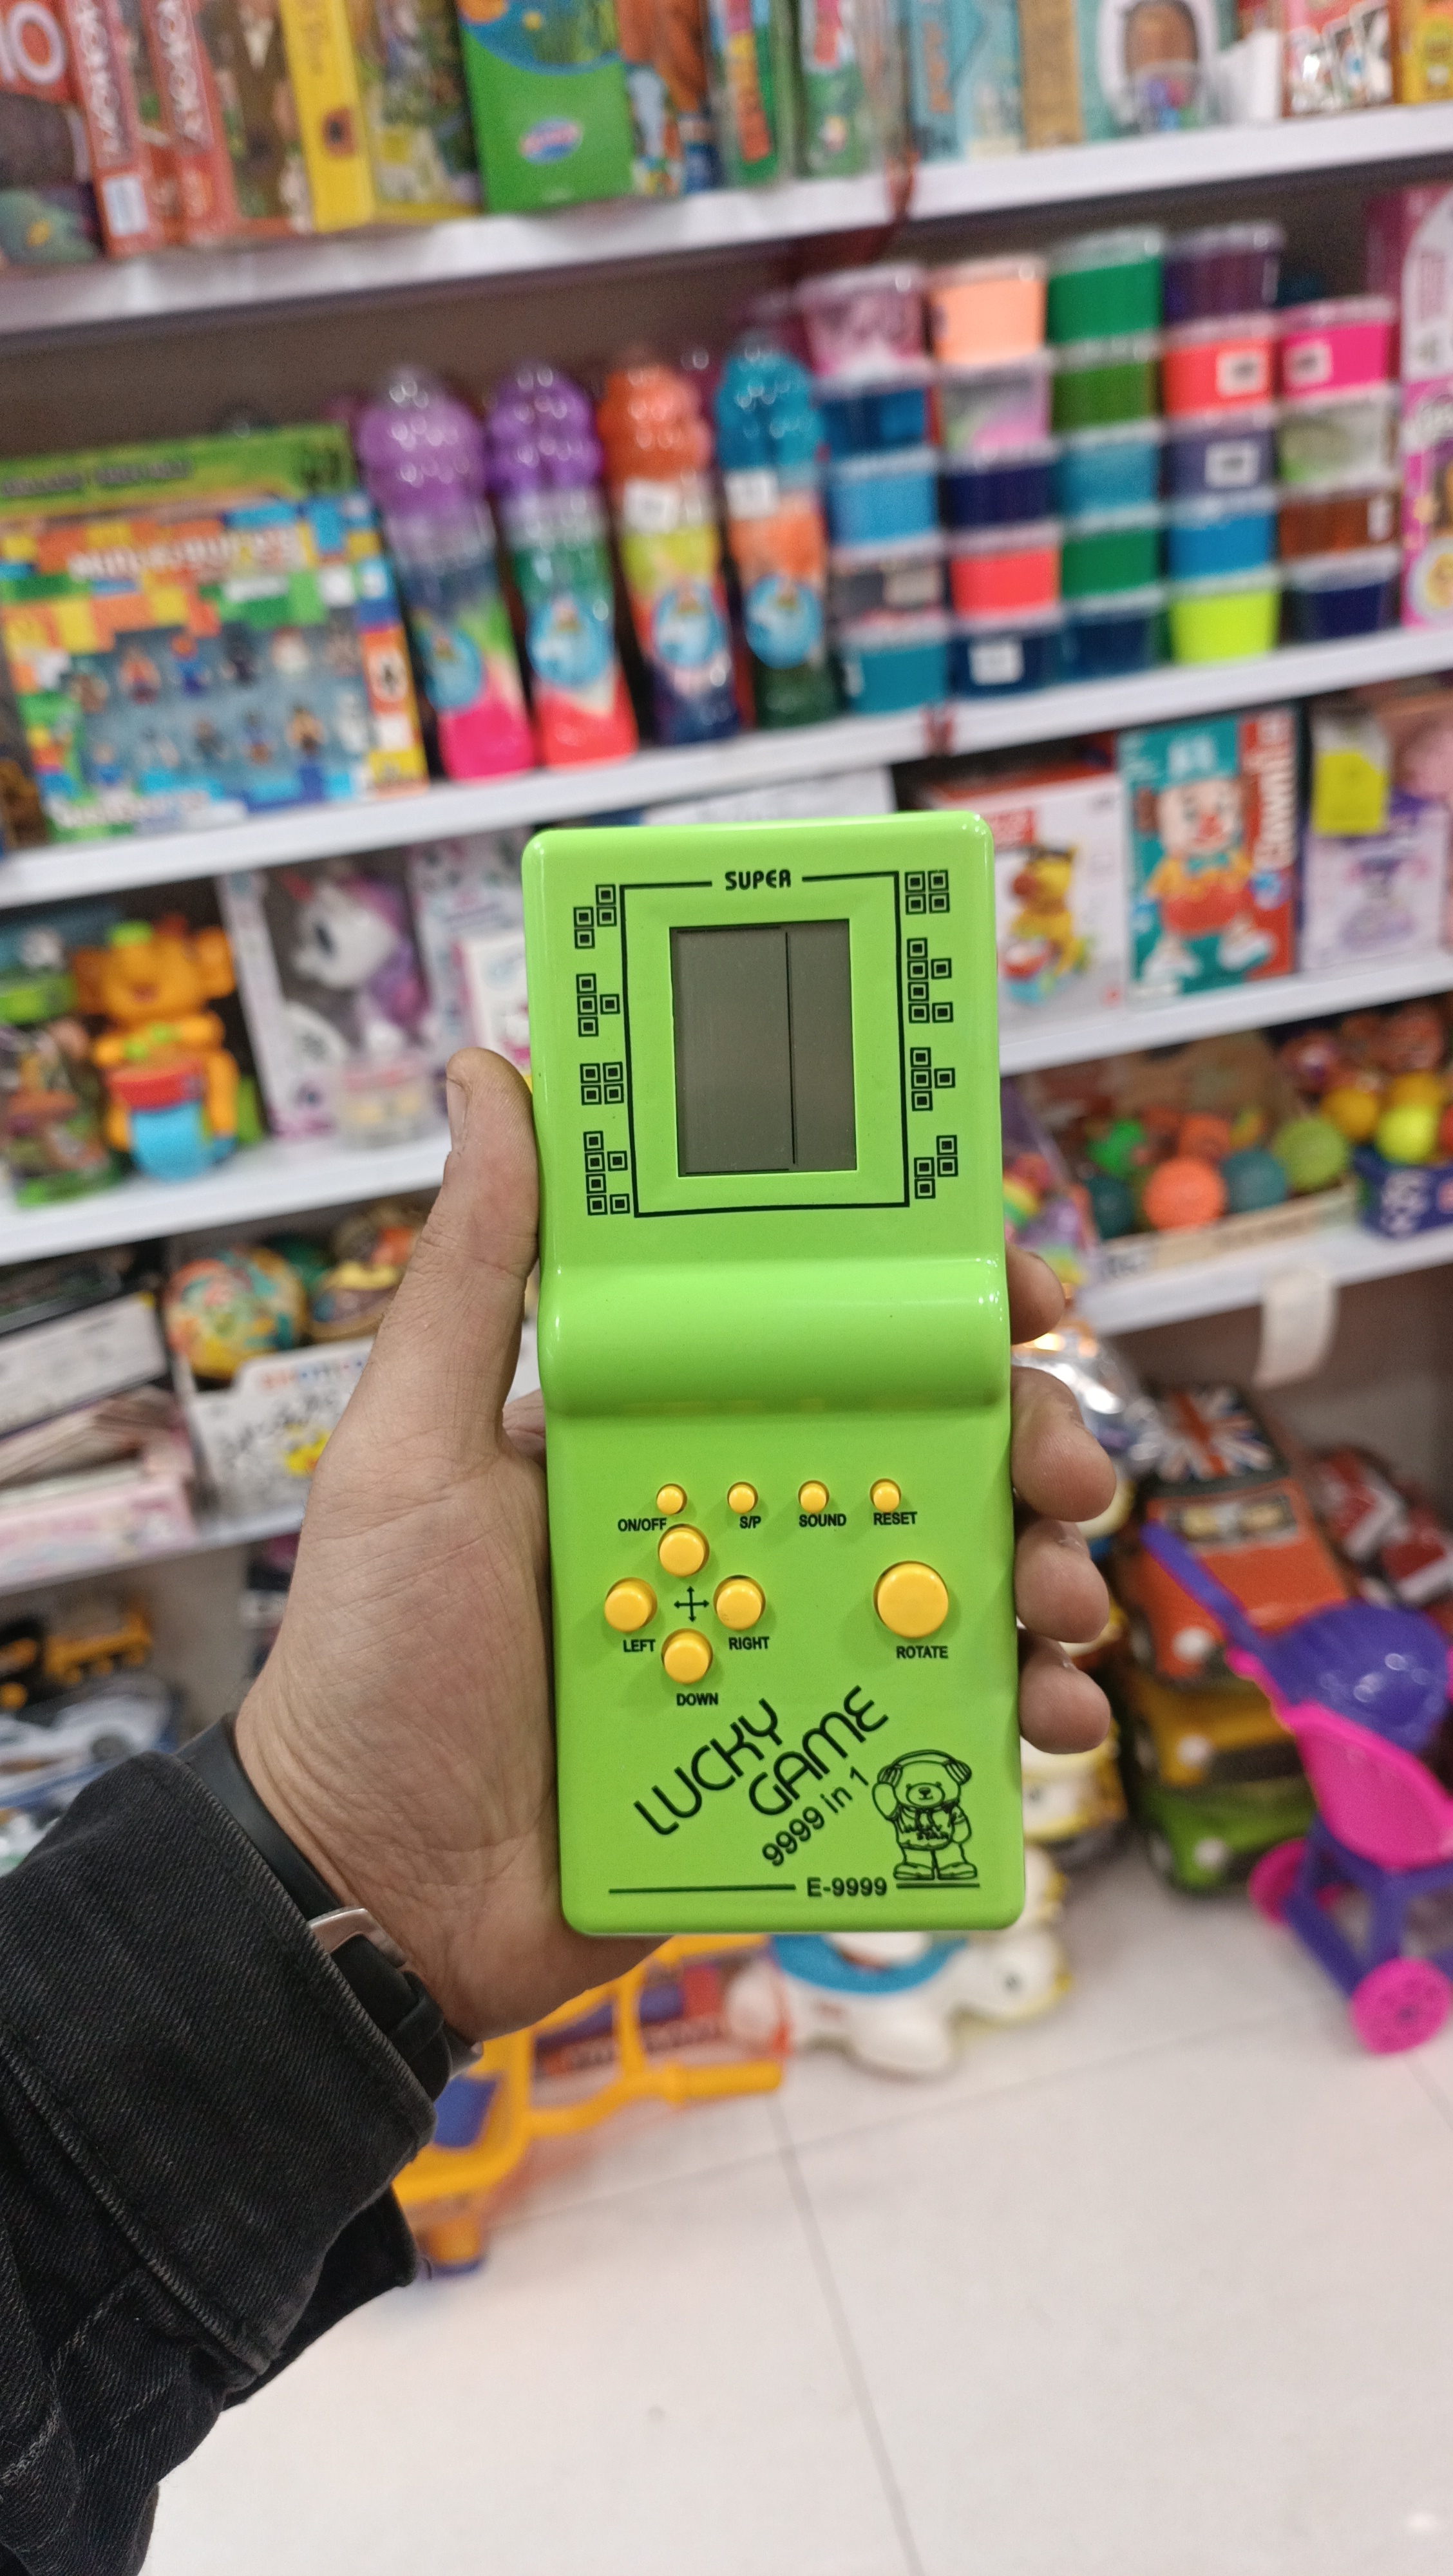 SUPER
ON/OFF
S/P
SOUND
RESET
LEFT
RIGHT
ROTATE
DOWN
LUCKY
GAME
9999 in 1
E-9999